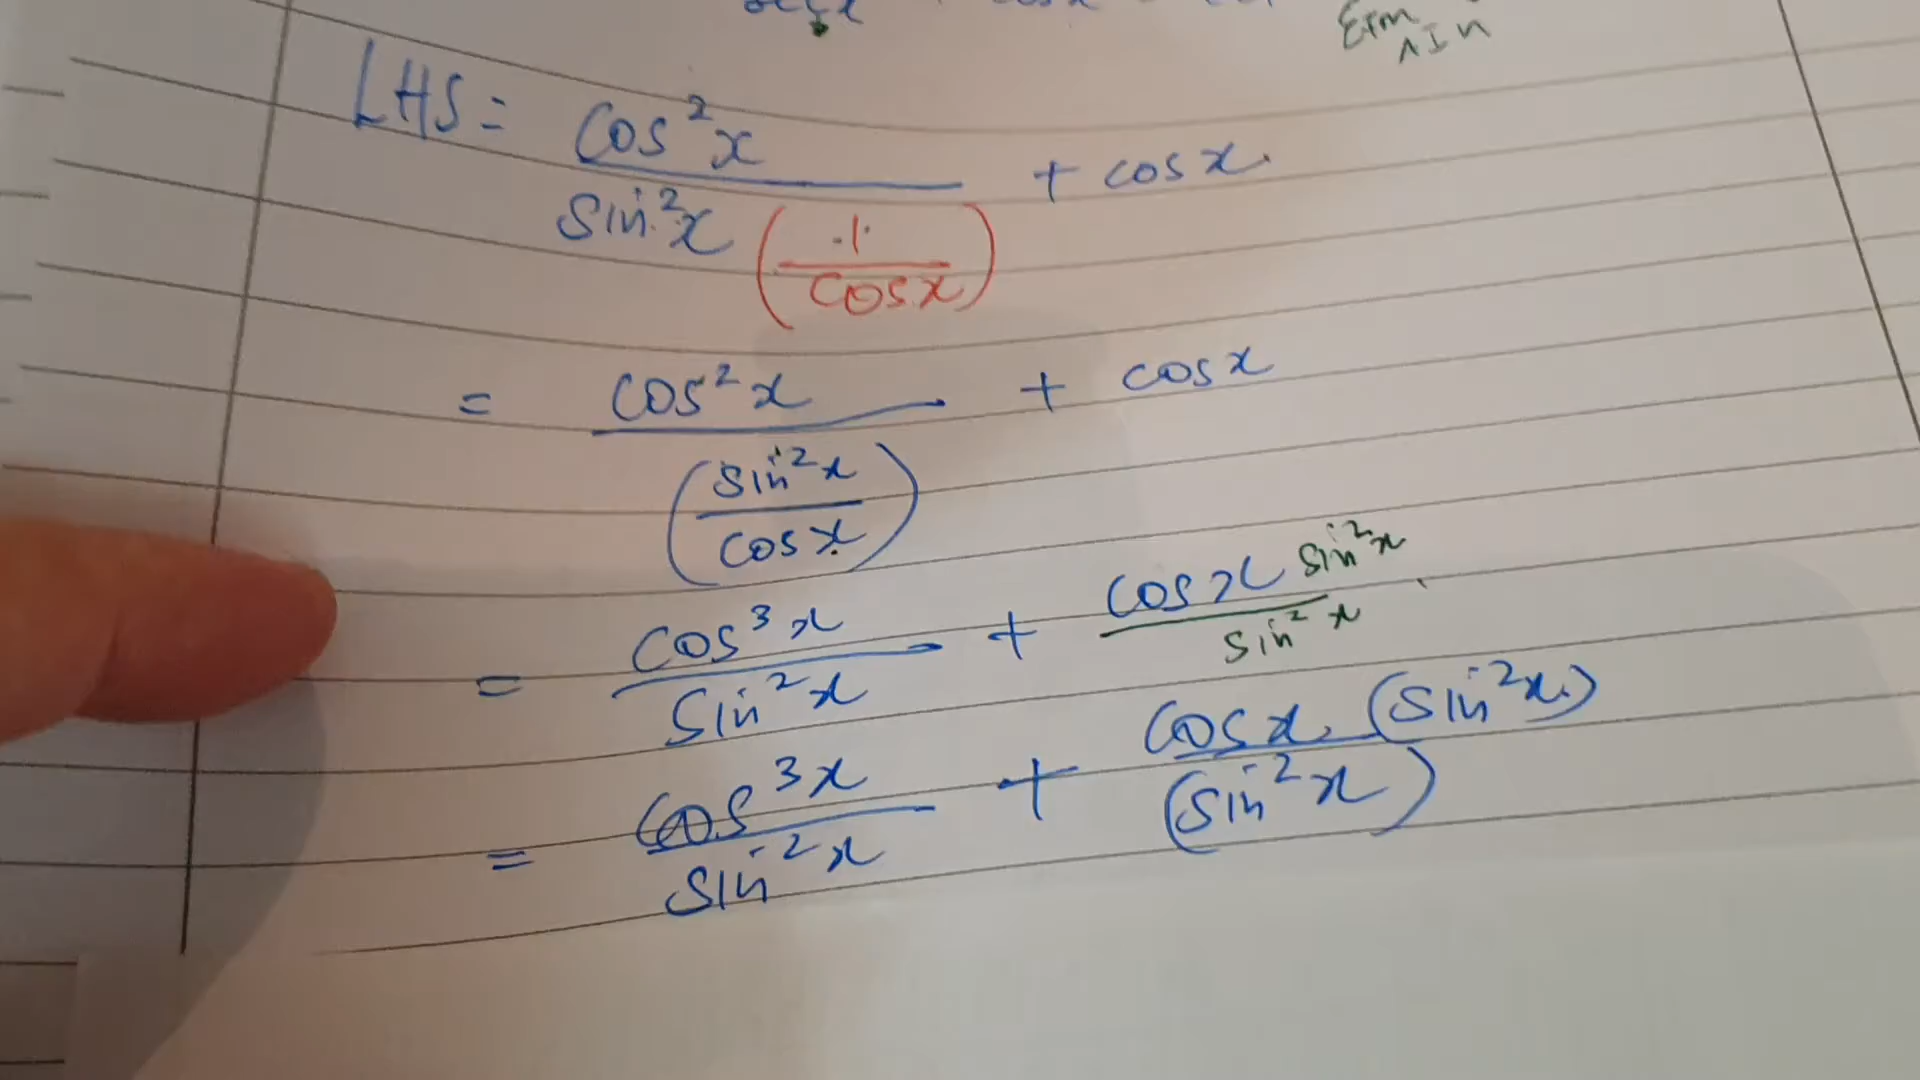 LHS = cos²x / sin²x (1 / cos x) + cos x
= cos²x / (sin²x / cos x) + cos x
= cos³x / sin²x + cos x sin²x / sin²x
= cos³x / sin²x + cos x (sin²x) / (sin²x)